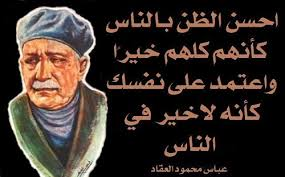 احسن الظن بالناس
كأنهم كلهم خيرا
واعتمد على نفسك
كأنه لاخير في
الناس
عباس محمود العقاد